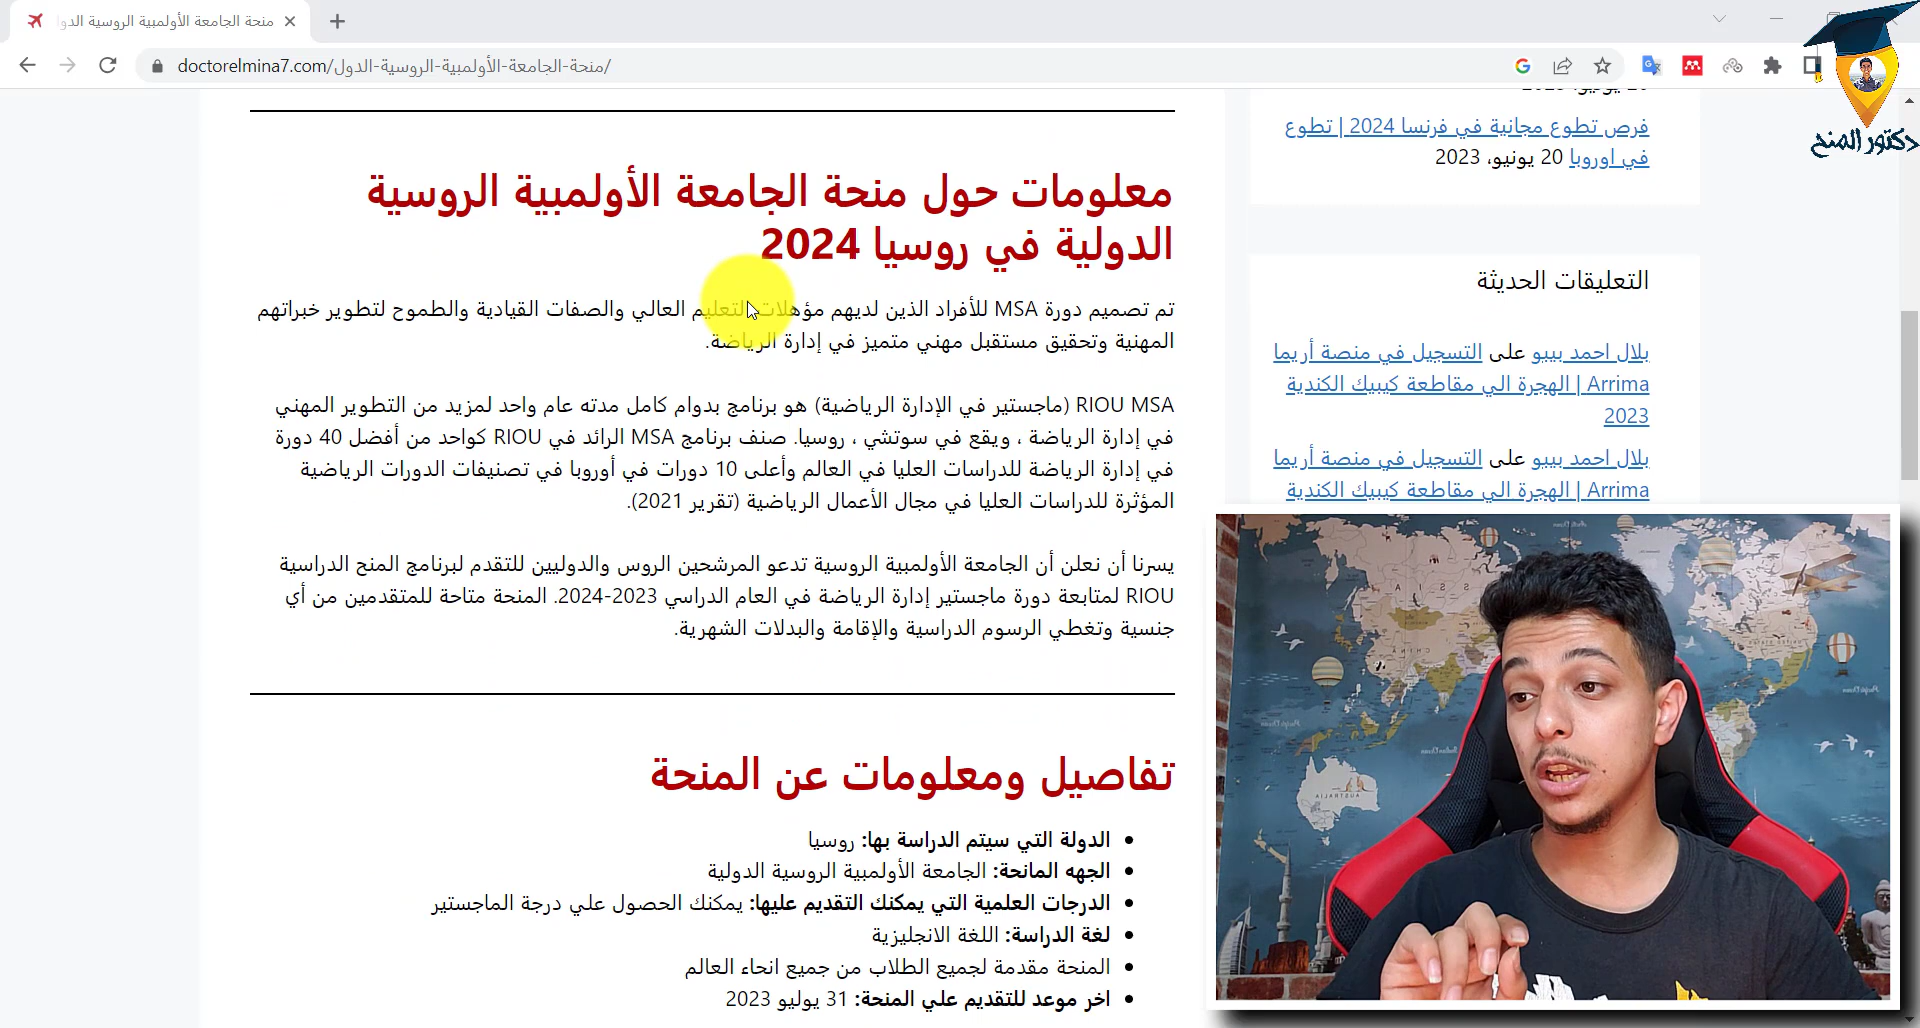 منحة الجامعة الأولمبية الروسية الدو
doctorelmina7.com/منحة-الجامعة-الأولمبية-الروسية-الدول/
دكتور المنح
معلومات حول منحة الجامعة الأولمبية الروسية
الدولية في روسيا 2024
تم تصميم دورة MSA للأفراد الذين لديهم مؤهلات التعليم العالي والصفات القيادية والطموح لتطوير خبراتهم
المهنية وتحقيق مستقبل مهني متميز في إدارة الرياضة.
RIOU MSA (ماجستير في الإدارة الرياضية) هو برنامج بدوام كامل مدته عام واحد لمزيد من التطوير المهني
في إدارة الرياضة ، ويقع في سوتشي ، روسيا. صنف برنامج MSA الرائد في RIOU كواحد من أفضل 40 دورة
في إدارة الرياضة للدراسات العليا في العالم وأعلى 10 دورات في أوروبا في تصنيفات الدورات الرياضية
المؤثرة للدراسات العليا في مجال الأعمال الرياضية (تقرير 2021).
يسرنا أن نعلن أن الجامعة الأولمبية الروسية تدعو المرشحين الروس والدوليين للتقدم لبرنامج المنح الدراسية
RIOU لمتابعة دورة ماجستير إدارة الرياضة في العام الدراسي 2023-2024. المنحة متاحة للمتقدمين من أي
جنسية وتغطي الرسوم الدراسية والإقامة والبدلات الشهرية.
تفاصيل ومعلومات عن المنحة
• الدولة التي سيتم الدراسة بها: روسيا
• الجهه المانحة: الجامعة الأولمبية الروسية الدولية
• الدرجات العلمية التي يمكنك التقديم عليها: يمكنك الحصول علي درجة الماجستير
• لغة الدراسة: اللغة الانجليزية
• المنحة مقدمة لجميع الطلاب من جميع انحاء العالم
• اخر موعد للتقديم علي المنحة: 31 يوليو 2023
فرص تطوع مجانية في فرنسا 2024 | تطوع
في اوروبا 20 يونيو، 2023
التعليقات الحديثة
بلال احمد بيبو على التسجيل في منصة أريما
Arrima | الهجرة الي مقاطعة كيبيك الكندية
2023
بلال احمد بيبو على التسجيل في منصة أريما
Arrima | الهجرة الي مقاطعة كيبيك الكندية